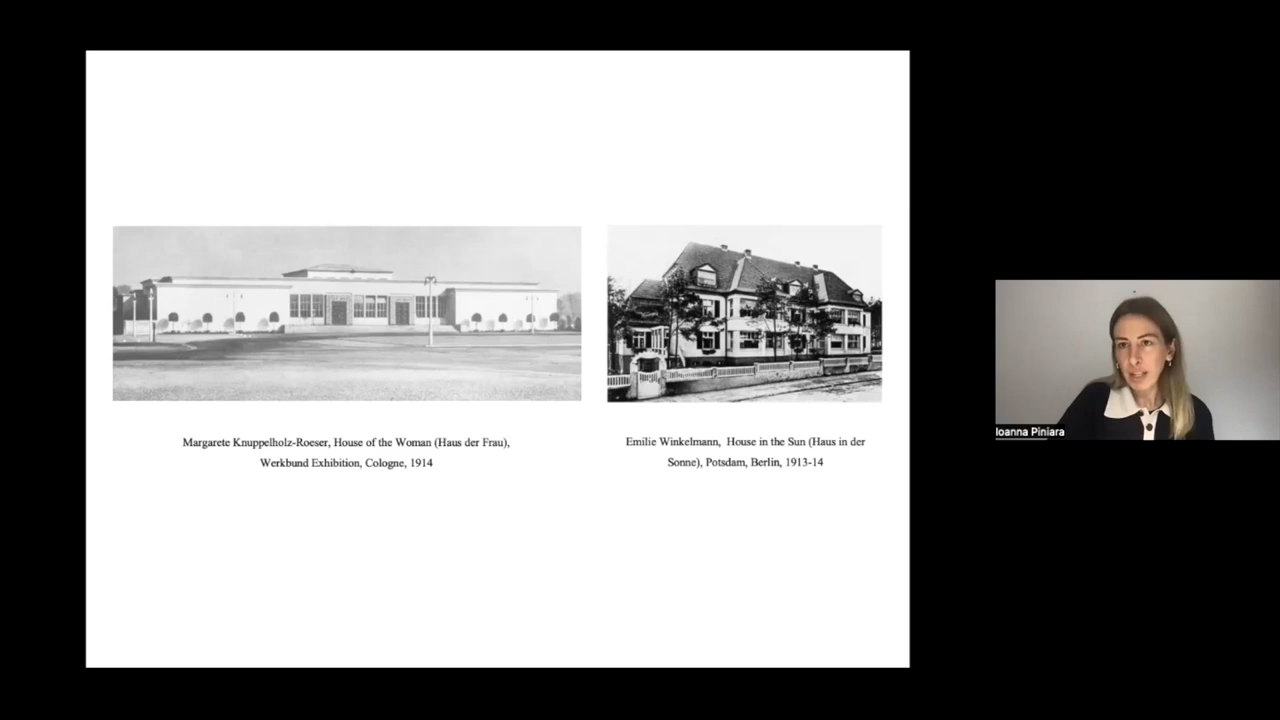 Margarete Knuppelholz-Roeser, House of the Woman (Haus der Frau),
Werkbund Exhibition, Cologne, 1914
Emilie Winkelmann, House in the Sun (Haus in der
Sonne), Potsdam, Berlin, 1913-14
Ioanna Piniara